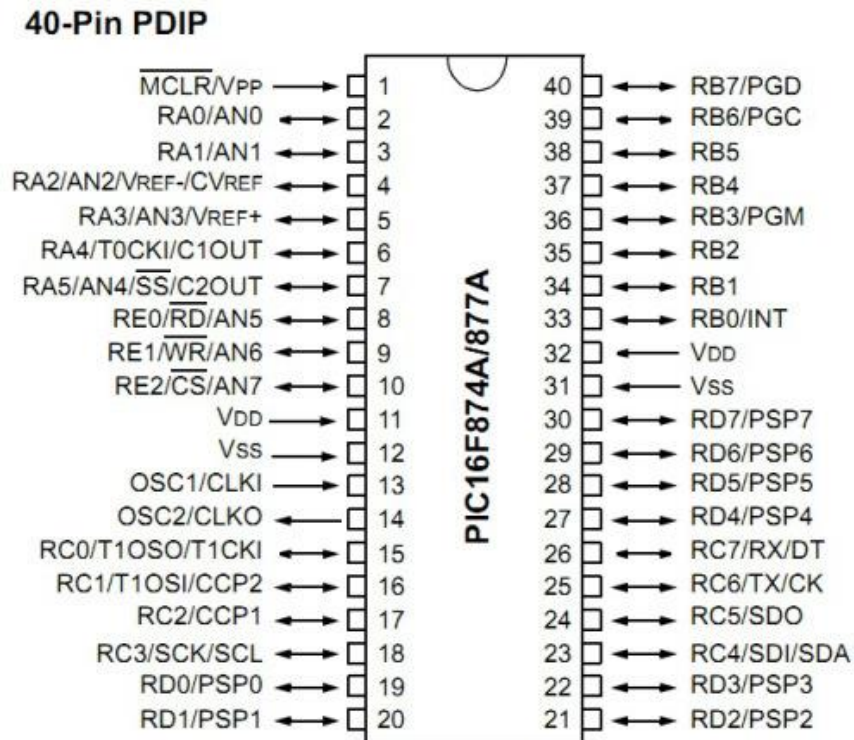 40-Pin PDIP
MCLR/VPP 1 40 RB7/PGD
RA0/AN0 2 39 RB6/PGC
RA1/AN1 3 38 RB5
RA2/AN2/VREF-/CVREF 4 37 RB4
RA3/AN3/VREF+ 5 36 RB3/PGM
RA4/T0CKI/C1OUT 6 35 RB2
RA5/AN4/SS/C2OUT 7 34 RB1
RE0/RD/AN5 8 33 RB0/INT
RE1/WR/AN6 9 32 VDD
RE2/CS/AN7 10 31 VSS
VDD 11 30 RD7/PSP7
VSS 12 29 RD6/PSP6
OSC1/CLKI 13 28 RD5/PSP5
OSC2/CLKO 14 27 RD4/PSP4
RC0/T1OSO/T1CKI 15 26 RC7/RX/DT
RC1/T1OSI/CCP2 16 25 RC6/TX/CK
RC2/CCP1 17 24 RC5/SDO
RC3/SCK/SCL 18 23 RC4/SDI/SDA
RD0/PSP0 19 22 RD3/PSP3
RD1/PSP1 20 21 RD2/PSP2
PIC16F874A/877A